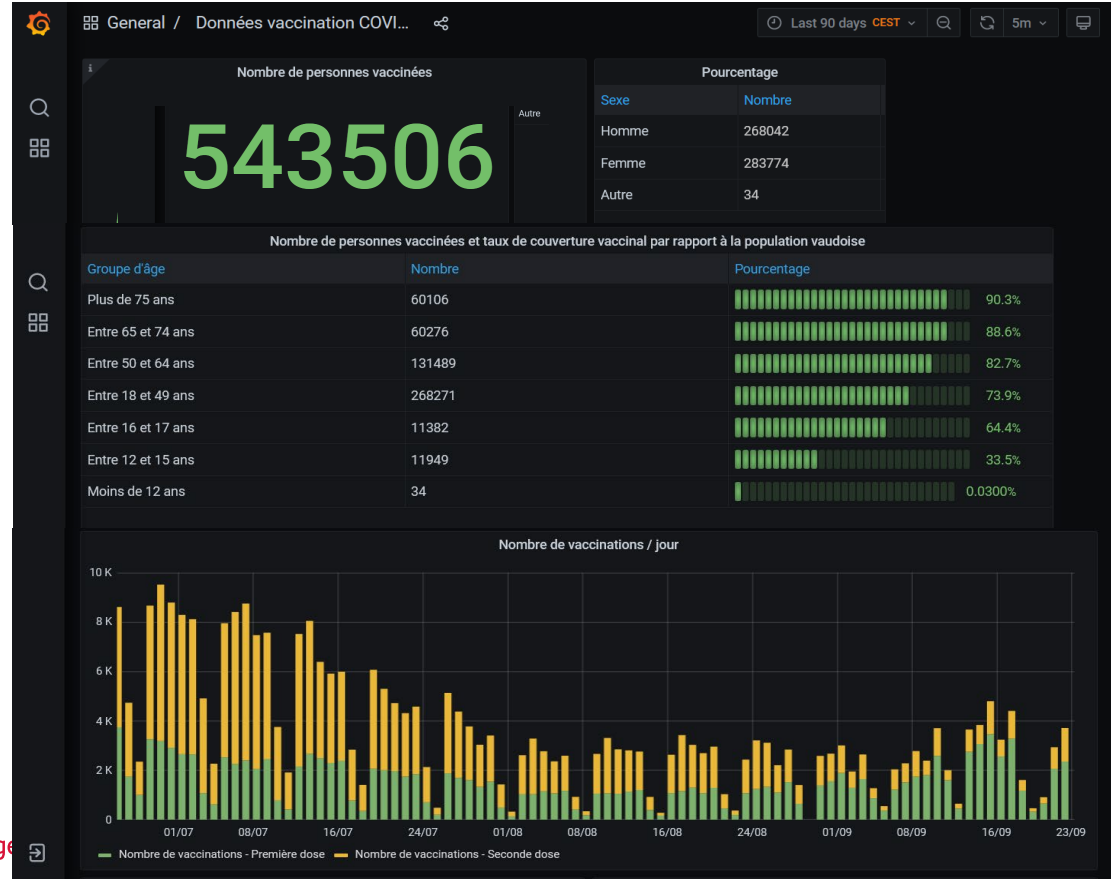 General / Données vaccination COVI...
Last 90 days CEST
5m
Nombre de personnes vaccinées
543506
Autre
Pourcentage
Sexe Nombre
Homme 268042
Femme 283774
Autre 34
Nombre de personnes vaccinées et taux de couverture vaccinal par rapport à la population vaudoise
Groupe d'âge Nombre Pourcentage
Plus de 75 ans 60106 90.3%
Entre 65 et 74 ans 60276 88.6%
Entre 50 et 64 ans 131489 82.7%
Entre 18 et 49 ans 268271 73.9%
Entre 16 et 17 ans 11382 64.4%
Entre 12 et 15 ans 11949 33.5%
Moins de 12 ans 34 0.0300%
Nombre de vaccinations / jour
10 K
8 K
6 K
4 K
2 K
0
01/07 08/07 16/07 24/07 01/08 08/08 16/08 24/08 01/09 08/09 16/09 23/09
Nombre de vaccinations - Première dose Nombre de vaccinations - Seconde dose